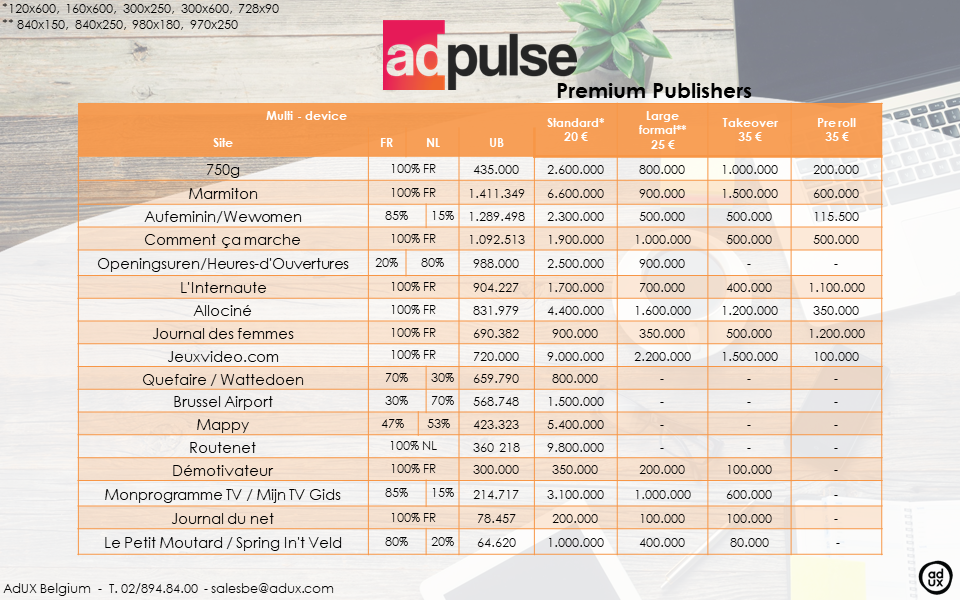 *120x600, 160x600, 300x250, 300x600, 728x90
** 840x150, 840x250, 980x180, 970x250
adpulse
Premium Publishers
Multi - device Standard* 20 € Large formal** 25 € Takeover 35 € Pre roll 35 €
Site FR NL UB
750g 100% FR 435.000 2.600.000 800.000 1.000.000 200.000
Marmiton 100% FR 1.411.349 6.600.000 900.000 1.500.000 600.000
Aufeminin/Wewomen 85% 15% 1.289.498 2.300.000 500.000 500.000 115.500
Comment ça marche 100% FR 1.092.513 1.900.000 1.000.000 500.000 500.000
Openingsuren/Heures-d'Ouvertures 20% 80% 988.000 2.500.000 900.000 - -
L'Internaute 100% FR 904.227 1.700.000 700.000 400.000 1.100.000
Allociné 100% FR 831.979 4.400.000 1.600.000 1.200.000 350.000
Journal des femmes 100% FR 690.382 900.000 350.000 500.000 1.200.000
Jeuxvideo.com 100% FR 720.000 9.000.000 2.200.000 1.500.000 100.000
Quefaire / Wattedoen 70% 30% 659.790 800.000 - - -
Brussel Airport 30% 70% 568.748 1.500.000 - - -
Mappy 47% 53% 423.323 5.400.000 - - -
Routenet 100% NL 360 218 9.800.000 - - -
Démotivateur 100% FR 300.000 350.000 200.000 100.000 -
Monprogramme TV / Mijn TV Gids 85% 15% 214.717 3.100.000 1.000.000 600.000 -
Journal du net 100% FR 78.457 200.000 100.000 100.000 -
Le Petit Moutard / Spring In't Veld 80% 20% 64.620 1.000.000 400.000 80.000 -
AdUX Belgium - T. 02/894.84.00 - salesbe@adux.com
ad
ux